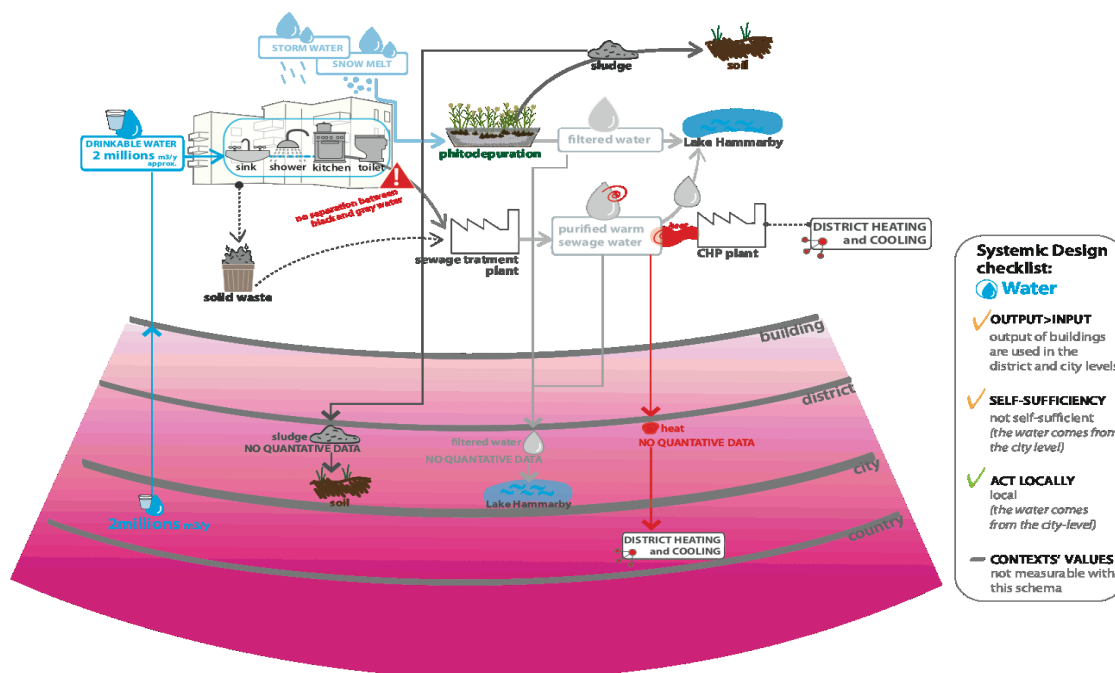 STORM WATER
SNOW MELT
sludge
soil
DRINKABLE WATER
2 millions m3/y
approx.
sink
shower
kitchen
toilet
phitodepuration
filtered water
Lake Hammarby
no separation between
black and grey water
solid waste
sewage tratment
plant
purified warm
sewage water
heat
CHP plant
DISTRICT HEATING
and COOLING
building
district
city
country
sludge
NO QUANTATIVE DATA
soil
filtered water
NO QUANTATIVE DATA
Lake Hammarby
heat
NO QUANTATIVE DATA
DISTRICT HEATING
and COOLING
2millions m3/y
Systemic Design
checklist:
Water
OUTPUT>INPUT
output of buildings
are used in the
district and city levels
SELF-SUFFICIENCY
not self-sufficient
(the water comes from
the city level)
ACT LOCALLY
local
(the water comes
from the city-level)
CONTEXTS' VALUES
not measurable with
this schema